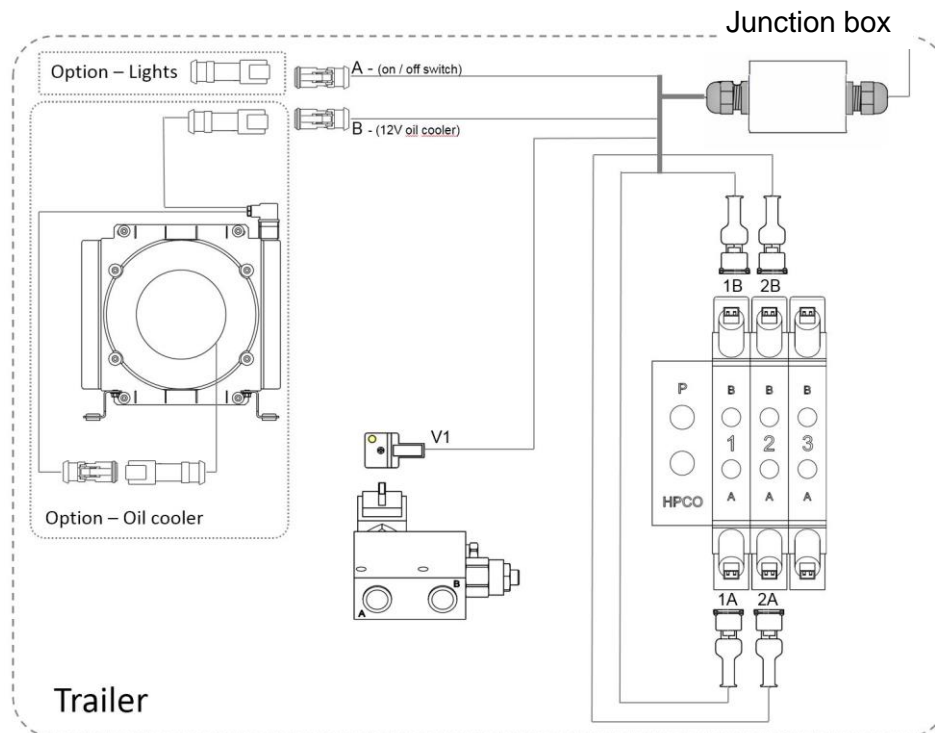 Junction box
Option – Lights
A - (on / off switch)
B - (12V oil cooler)
1B 2B
P
B B B
1 2 3
V1
HPCO
A A A
Option – Oil cooler
A B
1A 2A
Trailer